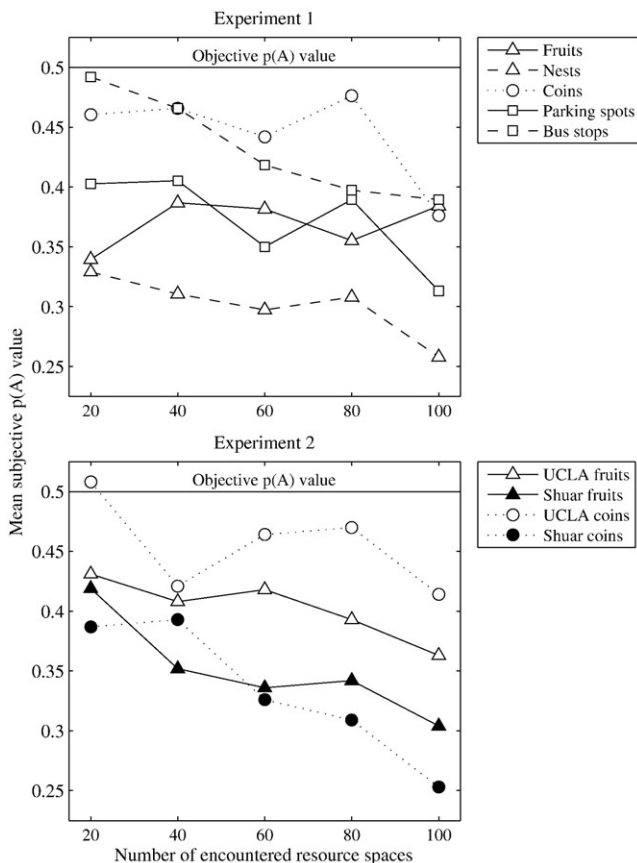 Experiment 1
Objective p(A) value
0.5
0.45
0.4
0.35
0.3
0.25
20 40 60 80 100
Fruits
Nests
Coins
Parking spots
Bus stops
Mean subjective p(A) value
Experiment 2
Objective p(A) value
0.5
0.45
0.4
0.35
0.3
0.25
20 40 60 80 100
Number of encountered resource spaces
UCLA fruits
Shuar fruits
UCLA coins
Shuar coins